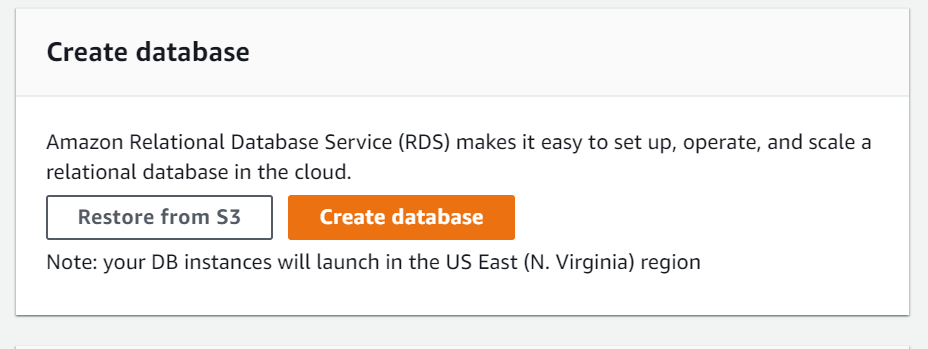 Create database
Amazon Relational Database Service (RDS) makes it easy to set up, operate, and scale a
relational database in the cloud.
Restore from S3
Create database
Note: your DB instances will launch in the US East (N. Virginia) region